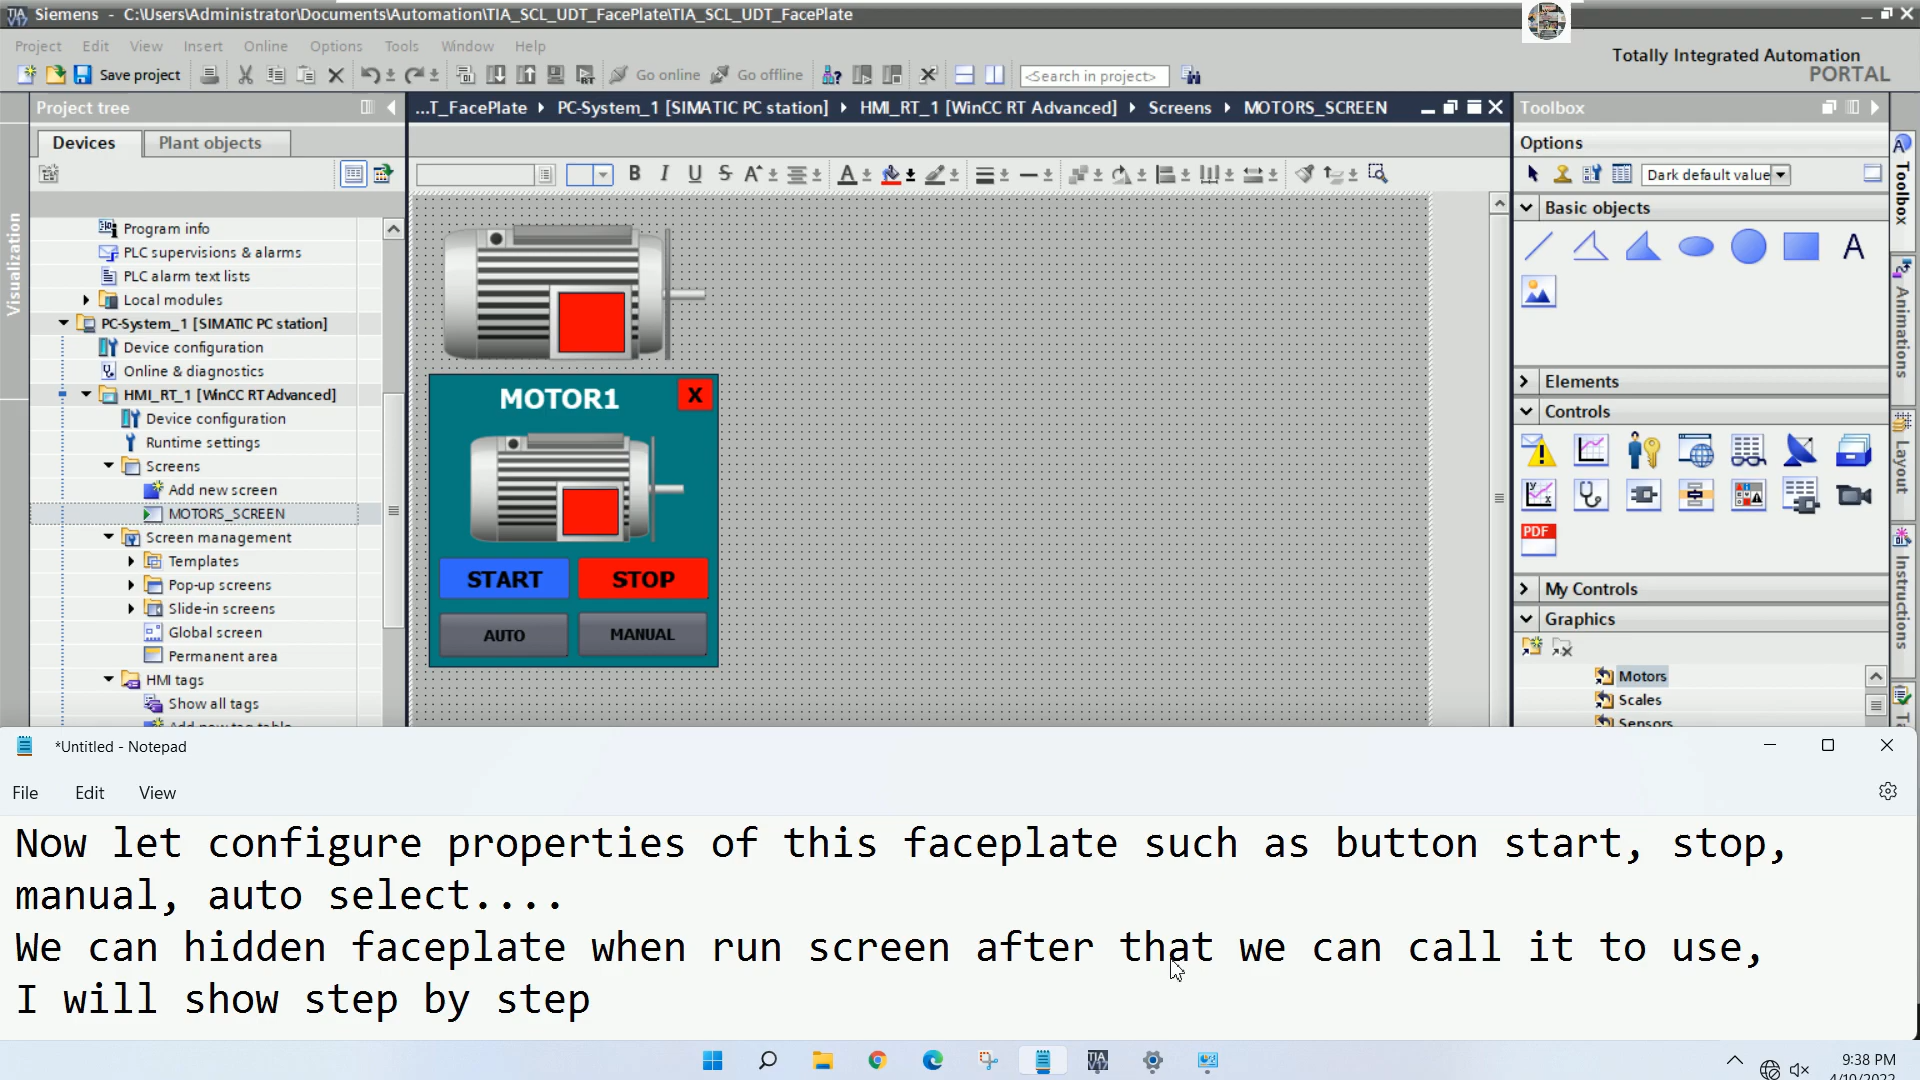 Siemens - C:\Users\Administrator\Documents\Automation\TIA_SCL_UDT_FacePlate\TIA_SCL_UDT_FacePlate
Project Edit View Insert Online Options Tools Window Help
Totally Integrated Automation
PORTAL
Save project
Go online
Go offline
<Search in project>
Project tree
...T_FacePlate
PC-System_1 [SIMATIC PC station]
HMI_RT_1 [WinCC RT Advanced]
Screens
MOTORS_SCREEN
Toolbox
Devices
Plant objects
Options
Dark default value
Visualization
Program info
PLC supervisions & alarms
PLC alarm text lists
Local modules
PC-System_1 [SIMATIC PC station]
Device configuration
Online & diagnostics
HMI_RT_1 [WinCC RT Advanced]
Device configuration
Runtime settings
Screens
Add new screen
MOTORS_SCREEN
Screen management
Templates
Pop-up screens
Slide-in screens
Global screen
Permanent area
HMI tags
Show all tags
Add new tag table
MOTOR1
X
START
STOP
AUTO
MANUAL
Basic objects
Elements
Controls
PDF
My Controls
Graphics
Motors
Scales
Sensors
Toolbox
Animations
Layout
Instructions
*Untitled - Notepad
File Edit View
Now let configure properties of this faceplate such as button start, stop,
manual, auto select....
We can hidden faceplate when run screen after that we can call it to use,
I will show step by step
9:38 PM
4/10/2022